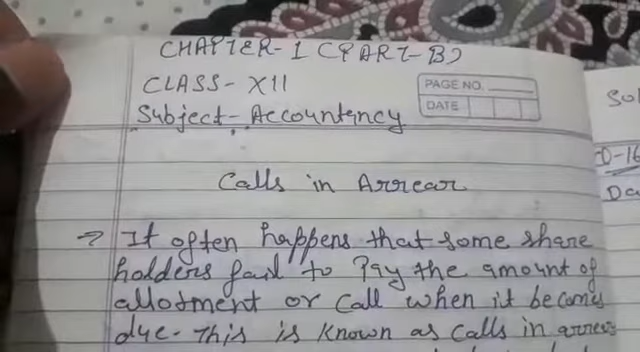 CHAPTER-1 (PART-B)
CLASS-XII
Subject-Accountancy
PAGE NO.
DATE
Calls in Arrear
→ It often happens that some share
holders fail to Pay the amount of
allotment or call when it becomes
due. This is known as calls in arrears
Sol